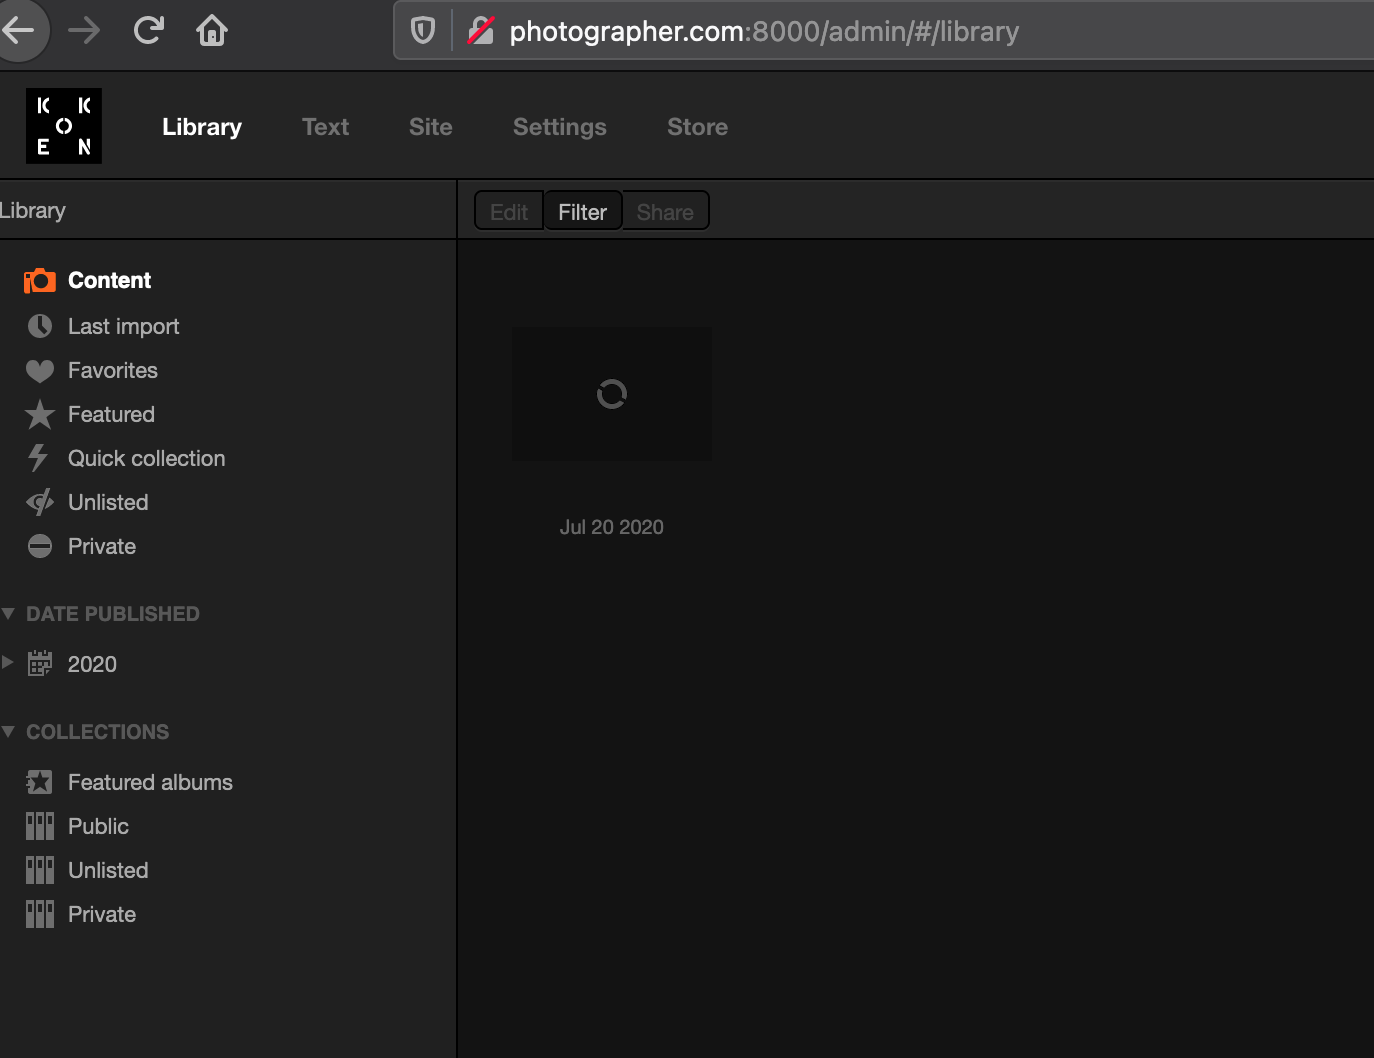 photographer.com:8000/admin/#/library
K K
O
E N
Library Text Site Settings Store
Library
Edit Filter Share
Content
Last import
Favorites
Featured
Quick collection
Unlisted
Private
Jul 20 2020
DATE PUBLISHED
2020
COLLECTIONS
Featured albums
Public
Unlisted
Private